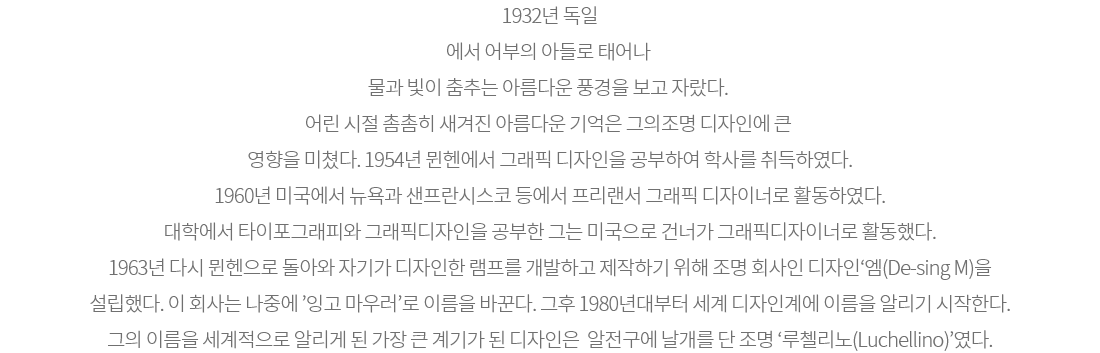 1932년 독일
에서 어부의 아들로 태어나
물과 빛이 춤추는 아름다운 풍경을 보고 자랐다.
어린 시절 촘촘히 새겨진 아름다운 기억은 그의조명 디자인에 큰
영향을 미쳤다. 1954년 뮌헨에서 그래픽 디자인을 공부하여 학사를 취득하였다.
1960년 미국에서 뉴욕과 샌프란시스코 등에서 프리랜서 그래픽 디자이너로 활동하였다.
대학에서 타이포그래피와 그래픽디자인을 공부한 그는 미국으로 건너가 그래픽디자이너로 활동했다.
1963년 다시 뮌헨으로 돌아와 자기가 디자인한 램프를 개발하고 제작하기 위해 조명 회사인 디자인‘엠(De-sing M)을
설립했다. 이 회사는 나중에 ’잉고 마우러’로 이름을 바꾼다. 그후 1980년대부터 세계 디자인계에 이름을 알리기 시작한다.
그의 이름을 세계적으로 알리게 된 가장 큰 계기가 된 디자인은  알전구에 날개를 단 조명 ‘루첼리노(Luchellino)’였다.